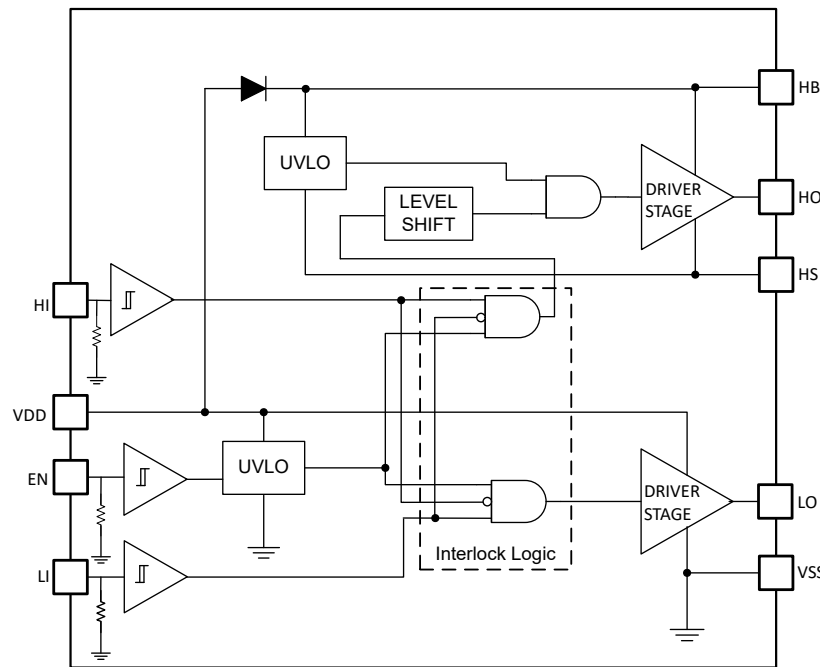 HB
UVLO
DRIVER
STAGE
HO
LEVEL
SHIFT
HS
HI
VDD
EN
UVLO
DRIVER
STAGE
LO
Interlock Logic
LI
VSS